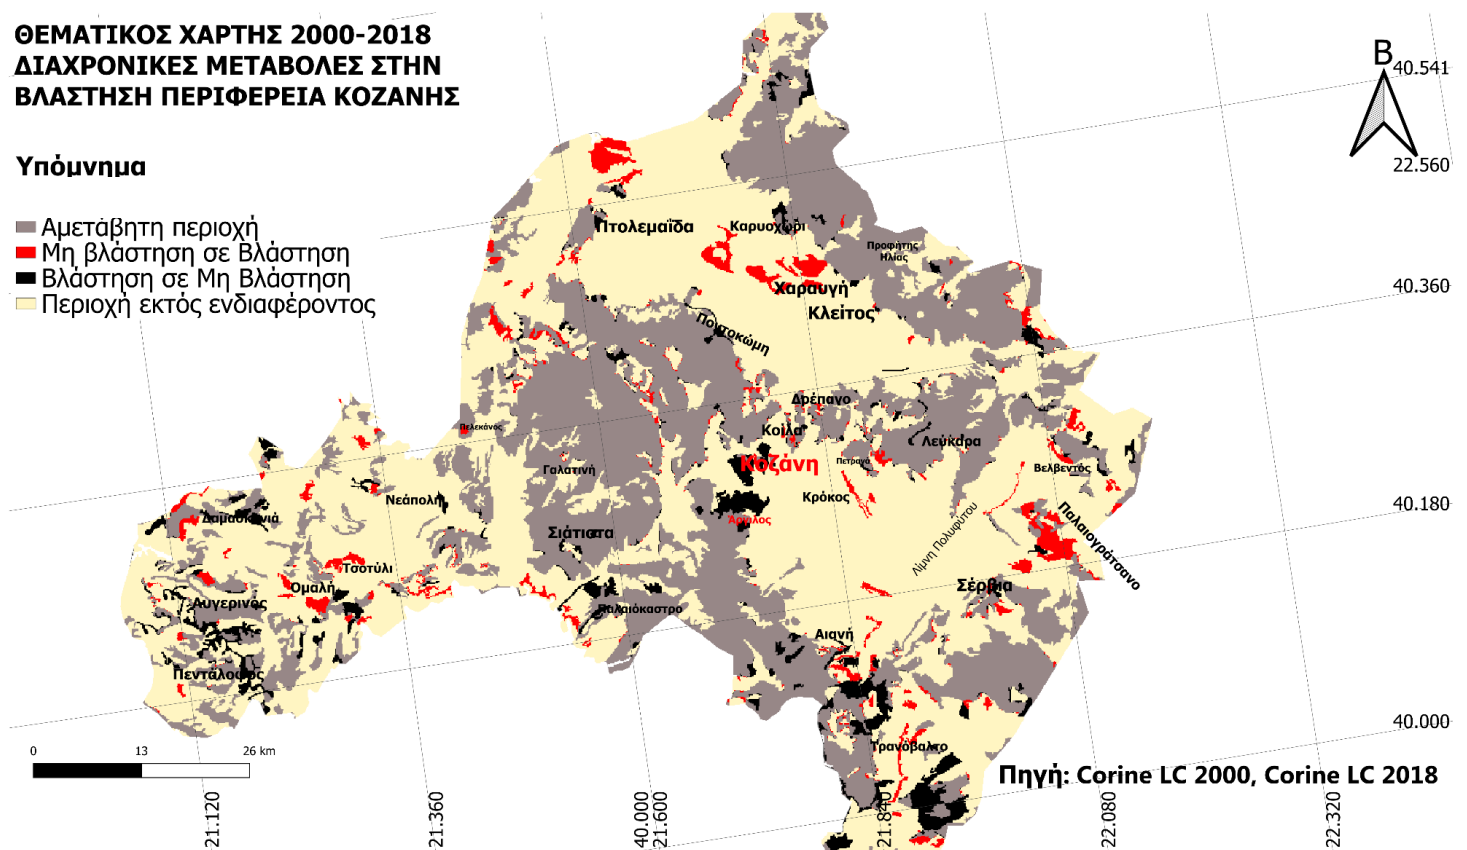 ΘΕΜΑΤΙΚΟΣ ΧΑΡΤΗΣ 2000-2018
ΔΙΑΧΡΟΝΙΚΕΣ ΜΕΤΑΒΟΛΕΣ ΣΤΗΝ
ΒΛΑΣΤΗΣΗ ΠΕΡΙΦΕΡΕΙΑ ΚΟΖΑΝΗΣ
Υπόμνημα
Αμετάβητη περιοχή
Μη βλάστηση σε Βλάστηση
Βλάστηση σε Μη Βλάστηση
Περιοχή εκτός ενδιαφέροντος
Β
40.541
22.560
40.360
40.180
40.000
Πτολεμαΐδα
Καρυοχώρι
Προφήτης
Ηλίας
Χαραυγή
Κλείτος
Ποντοκώμη
Δρέπανο
Κοίλα
Λεύκαρα
Πελεκάνος
Γαλατινή
Κοζάνη
Πετρανά
Βελβεντός
Νεάπολη
Κρόκος
Δαμασκηνιά
Άργιλος
Σιάτιστα
Λίμνη Πολυφύτου
Παλαιογράτσανο
Τσοτύλι
Ομαλή
Σέρβια
Αυγερινός
Παλαιόκαστρο
Αιανή
Πεντάλοφος
Τρανόβαλτο
0 13 26 km
Πηγή: Corine LC 2000, Corine LC 2018
21.120
21.360
40.000
21.600
21.840
22.080
22.320